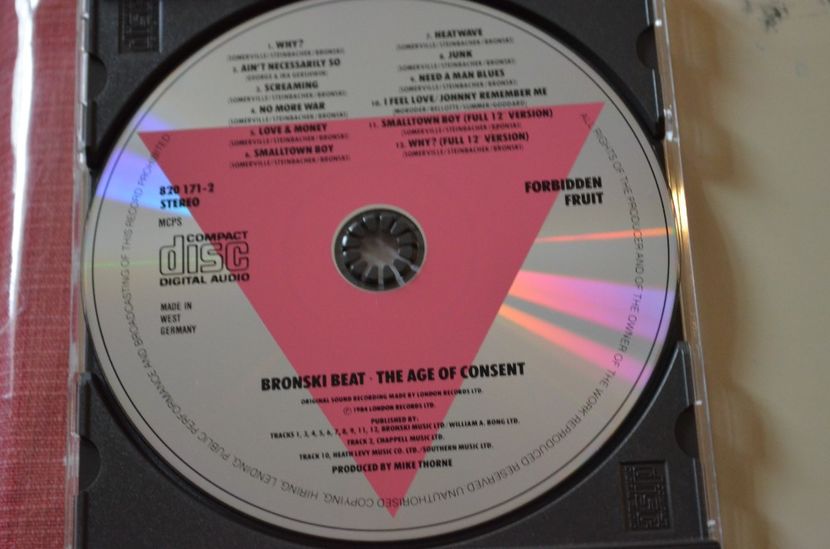 1. WHY?
(SOMERVILLE/STEINBACHER/BRONSKI)
2. AIN'T NECESSARILY SO
(GEORGE & IRA GERSHWIN)
3. SCREAMING
(SOMERVILLE/STEINBACHER/BRONSKI)
4. NO MORE WAR
(SOMERVILLE/STEINBACHER/BRONSKI)
5. LOVE & MONEY
(SOMERVILLE/STEINBACHER/BRONSKI)
6. SMALLTOWN BOY
(SOMERVILLE/STEINBACHER/BRONSKI)
7. HEATWAVE
(SOMERVILLE/STEINBACHER/BRONSKI)
8. JUNK
(SOMERVILLE/STEINBACHER/BRONSKI)
9. NEED A MAN BLUES
(SOMERVILLE/STEINBACHER/BRONSKI)
10. I FEEL LOVE/JOHNNY REMEMBER ME
(MORODER/BELLOTTE/SUMMER/GODDARD)
11. SMALLTOWN BOY (FULL 12" VERSION)
(SOMERVILLE/STEINBACHER/BRONSKI)
12. WHY? (FULL 12" VERSION)
(SOMERVILLE/STEINBACHER/BRONSKI)
820 171-2
STEREO
MCPS
COMPACT
disc
DIGITAL AUDIO
MADE IN
WEST
GERMANY
FORBIDDEN
FRUIT
BRONSKI BEAT · THE AGE OF CONSENT
ORIGINAL SOUND RECORDING MADE BY LONDON RECORDS LTD.
℗ 1984 LONDON RECORDS LTD.
PUBLISHED BY:
TRACKS 1, 3, 4, 5, 6, 7, 8, 9, 11, 12, BRONSKI MUSIC LTD/WILLIAM A. BONG LTD.
TRACK 2, CHAPPELL MUSIC LTD.
TRACK 10, HEATH LEVY MUSIC CO. LTD./SOUTHERN MUSIC LTD.
PRODUCED BY MIKE THORNE
ALL RIGHTS OF THE PRODUCER AND OF THE OWNER OF THE WORK REPRODUCED RESERVED UNAUTHORISED COPYING, HIRING, LENDING, PUBLIC PERFORMANCE AND BROADCASTING OF THIS RECORD PROHIBITED